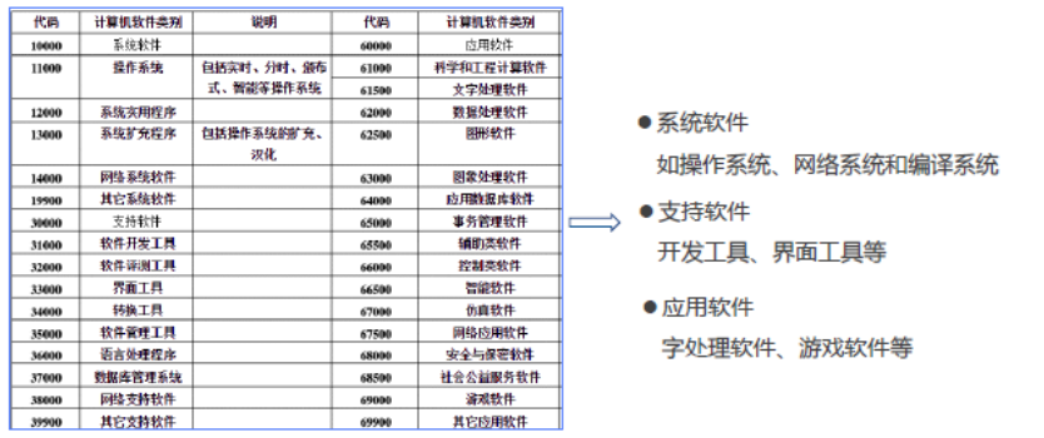 代码 计算机软件类别 说明 代码 计算机软件类别
10000 系统软件 60000 应用软件
11000 操作系统 包括实时、分时、颁布 61000 科学和工程计算软件
式、智能等操作系统 61500 文字处理软件
12000 系统实用程序 62000 数据处理软件
13000 系统扩充程序 包括操作系统的扩充、 62500 图形软件
汉化
14000 网络系统软件 63000 图象处理软件
19900 其它系统软件 64000 应用数据库软件
30000 支持软件 65000 事务管理软件
31000 软件开发工具 65500 辅助类软件
32000 软件评测工具 66000 控制类软件
33000 界面工具 66500 智能软件
34000 转换工具 67000 仿真软件
35000 软件管理工具 67500 网络应用软件
36000 语言处理程序 68000 安全与保密软件
37000 数据库管理系统 68500 社会公益服务软件
38000 网络支持软件 69000 游戏软件
39900 其它支持软件 69900 其它应用软件
●系统软件
如操作系统、网络系统和编译系统
●支持软件
开发工具、界面工具等
●应用软件
字处理软件、游戏软件等